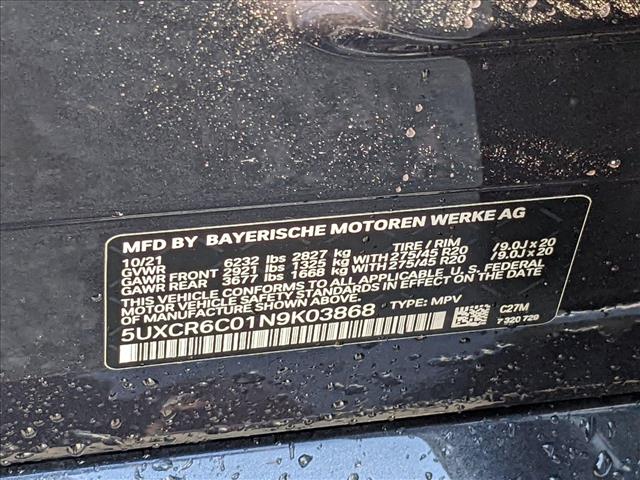 MFD BY BAYERISCHE MOTOREN WERKE AG
10/21 6232 lbs 2827 kg TIRE / RIM
GVWR
GAWR FRONT 2921 lbs 1325 kg WITH 275/45 R20 /9.0J×20
GAWR REAR 3677 lbs 1668 kg WITH 275/45 R20 /9.0J×20
THIS VEHICLE CONFORMS TO ALL APPLICABLE U.S. FEDERAL
MOTOR VEHICLE SAFETY STANDARDS IN EFFECT ON THE DATE
OF MANUFACTURE SHOWN ABOVE.
5UXCR6C01N9K03868 TYPE: MPV
C27M
7320729